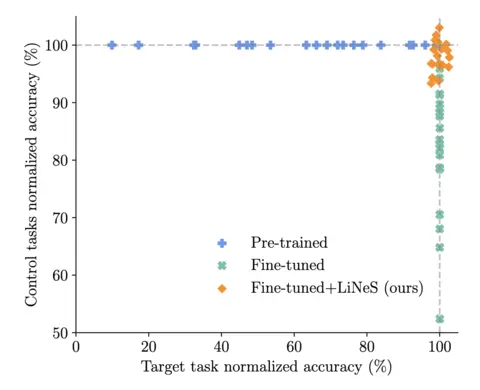 Control tasks normalized accuracy (%)
100
90
80
70
60
50
Pre-trained
Fine-tuned
Fine-tuned+LiNeS (ours)
0 20 40 60 80 100
Target task normalized accuracy (%)